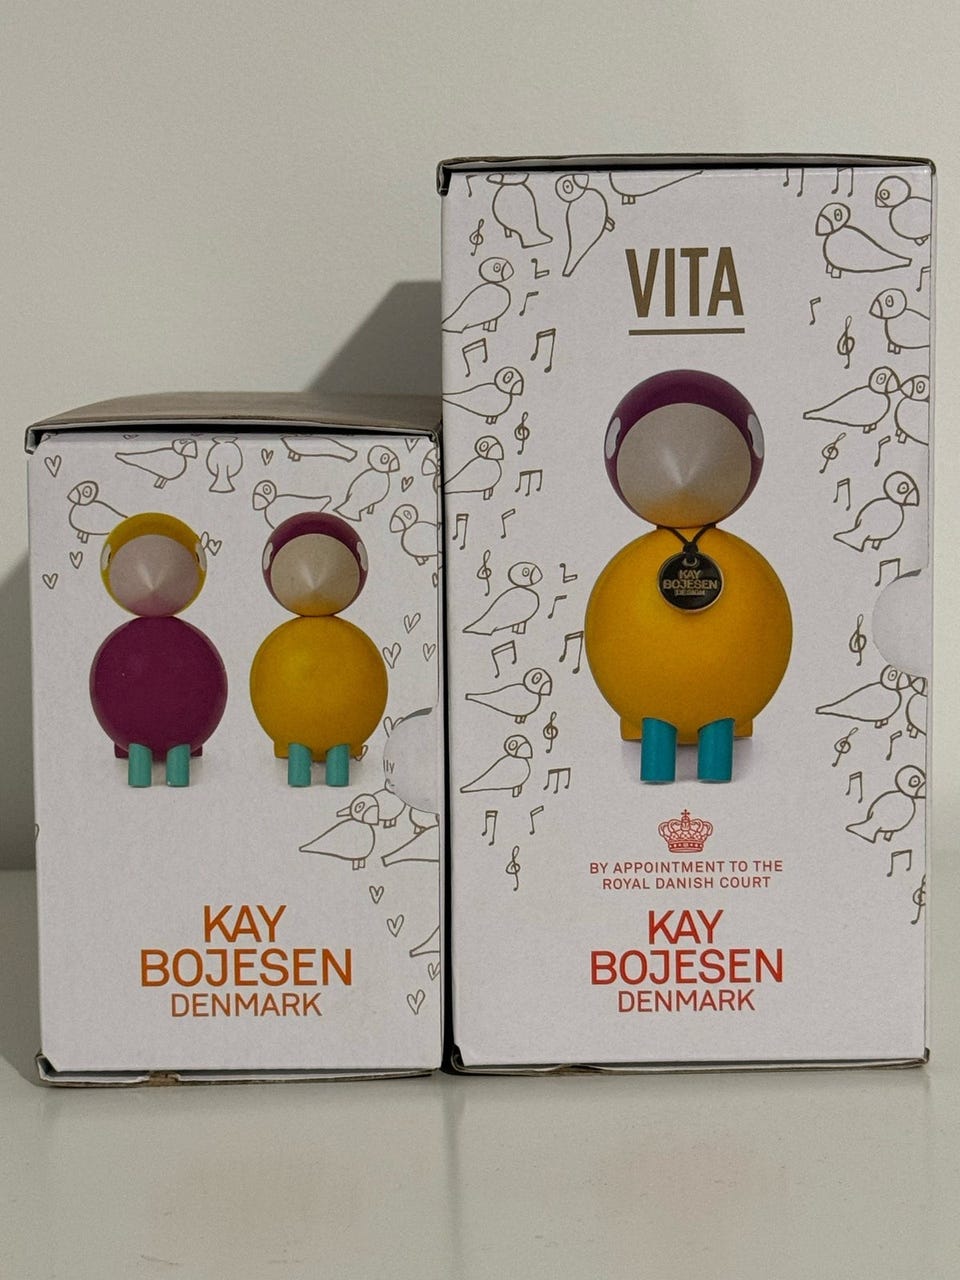 KAY
BOJESEN
DENMARK
VITA
KAY
BOJESEN
DESIGN
BY APPOINTMENT TO THE
ROYAL DANISH COURT
KAY
BOJESEN
DENMARK